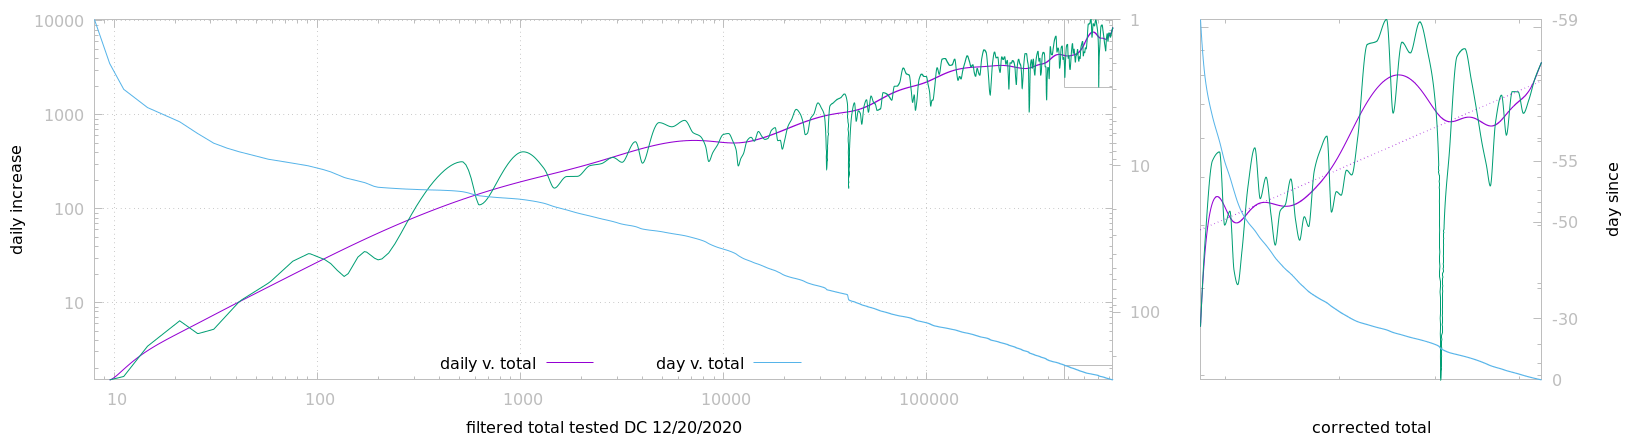 10000
1000
100
10
daily increase
1
10
100
daily v. total
day v. total
10
100
1000
10000
100000
filtered total tested DC 12/20/2020
-59
-55
-50
-30
0
day since
corrected total